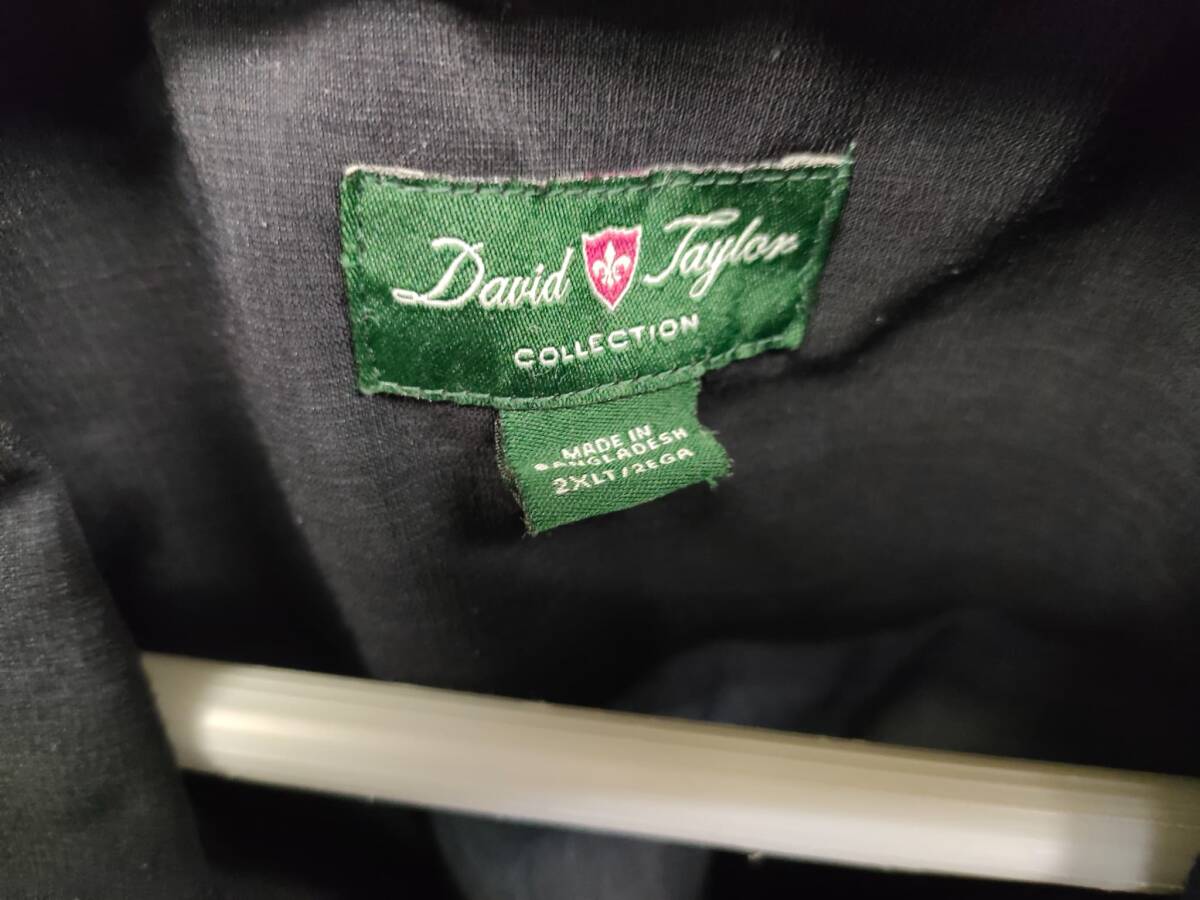 David Taylor
COLLECTION
MADE IN
BANGLADESH
2XLT/2EGA